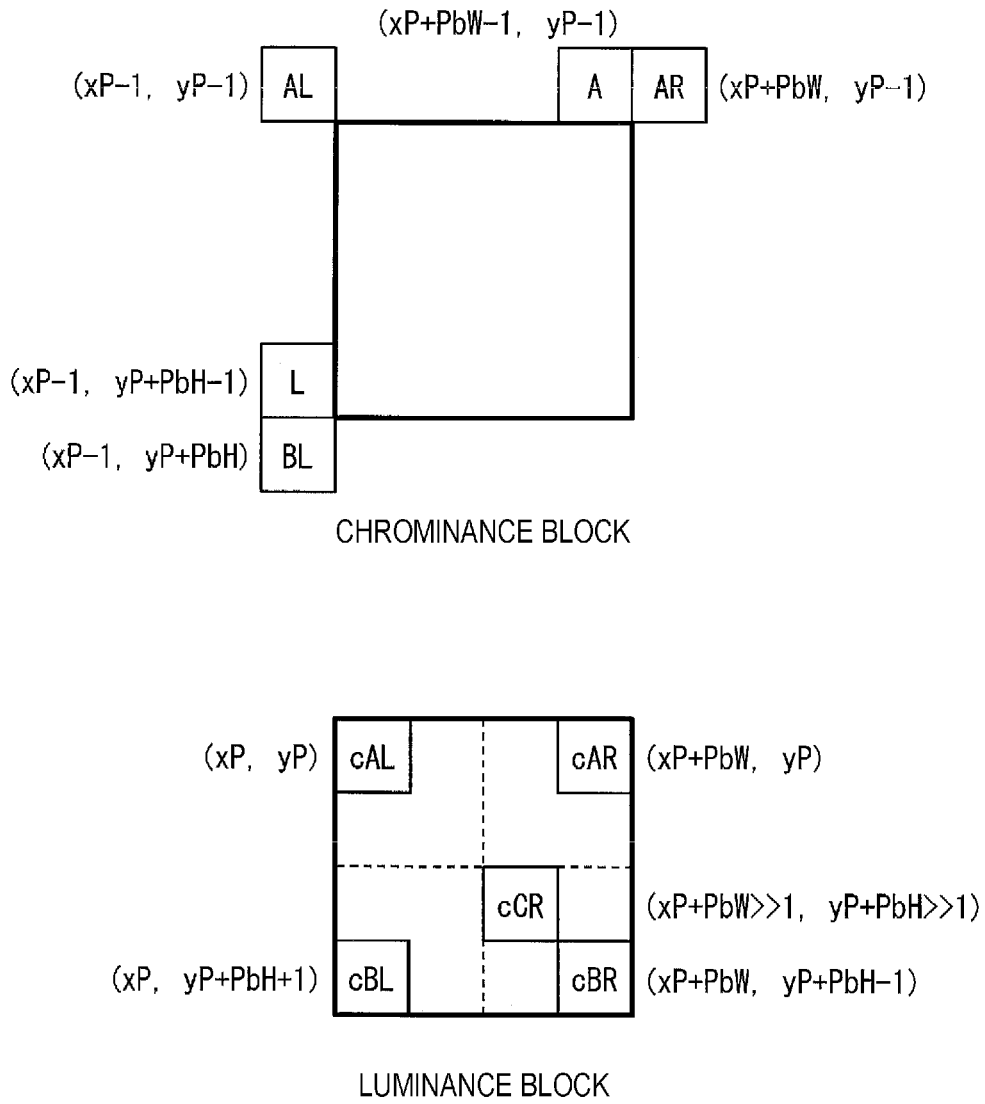 (xP+PbW-1, yP-1)
(xP-1, yP-1) AL A AR (xP+PbW, yP-1)
(xP-1, yP+PbH-1) L
(xP-1, yP+PbH) BL
CHROMINANCE BLOCK
(xP, yP) cAL cAR (xP+PbW, yP)
cCR (xP+PbW>>1, yP+PbH>>1)
(xP, yP+PbH+1) cBL cBR (xP+PbW, yP+PbH-1)
LUMINANCE BLOCK